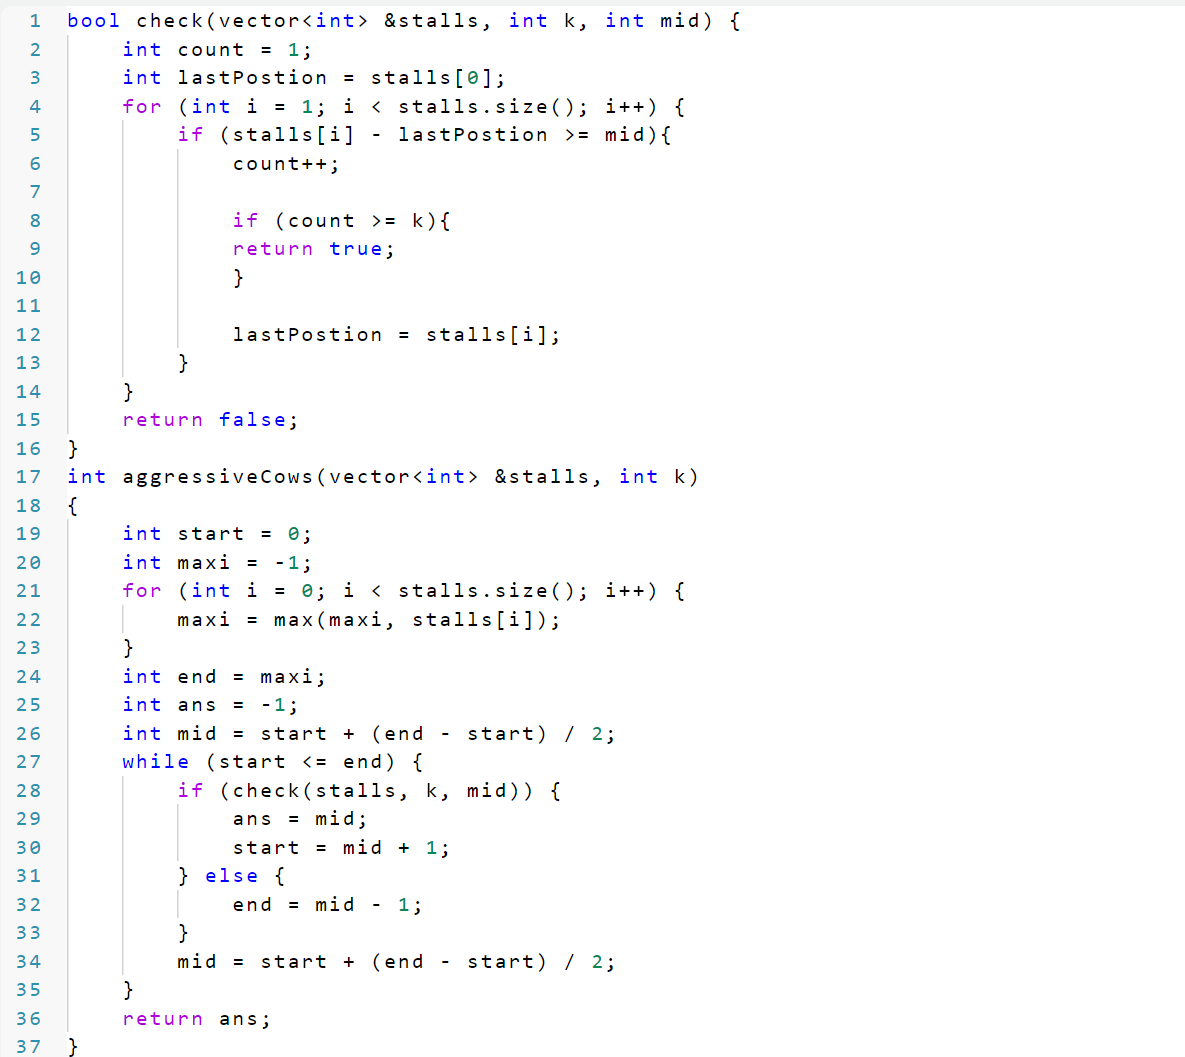 1 bool check(vector<int> &stalls, int k, int mid) {
2 int count = 1;
3 int lastPostion = stalls[0];
4 for (int i = 1; i < stalls.size(); i++) {
5 if (stalls[i] - lastPostion >= mid){
6 count++;
7
8 if (count >= k){
9 return true;
10 }
11
12 lastPostion = stalls[i];
13 }
14 }
15 return false;
16 }
17 int aggressiveCows(vector<int> &stalls, int k)
18 {
19 int start = 0;
20 int maxi = -1;
21 for (int i = 0; i < stalls.size(); i++) {
22 maxi = max(maxi, stalls[i]);
23 }
24 int end = maxi;
25 int ans = -1;
26 int mid = start + (end - start) / 2;
27 while (start <= end) {
28 if (check(stalls, k, mid)) {
29 ans = mid;
30 start = mid + 1;
31 } else {
32 end = mid - 1;
33 }
34 mid = start + (end - start) / 2;
35 }
36 return ans;
37 }